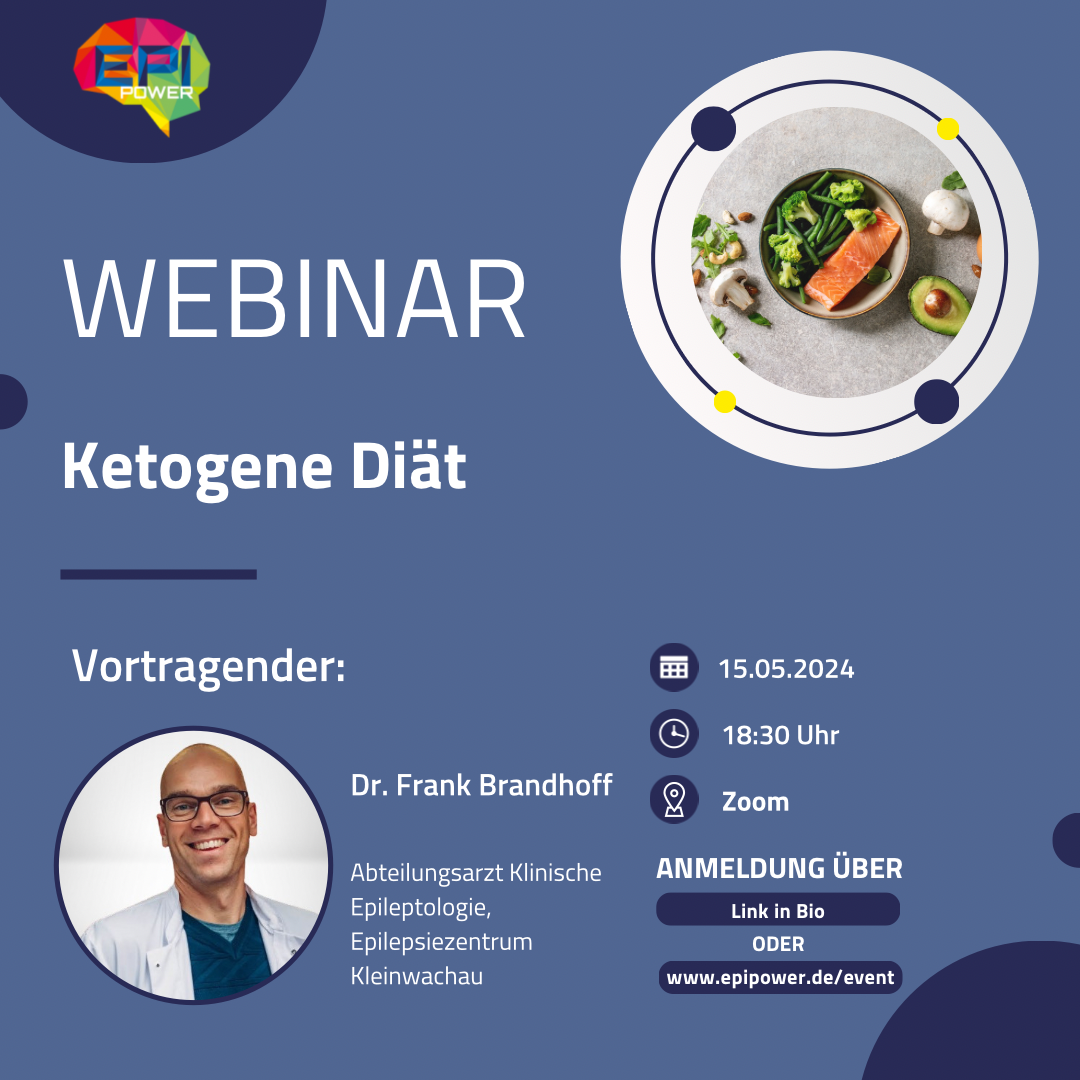 EPI
POWER
WEBINAR
Ketogene Diät
Vortragender:
Dr. Frank Brandhoff
Abteilungsarzt Klinische
Epileptologie,
Epilepsiezentrum
Kleinwachau
15.05.2024
18:30 Uhr
Zoom
ANMELDUNG ÜBER
Link in Bio
ODER
www.epipower.de/event